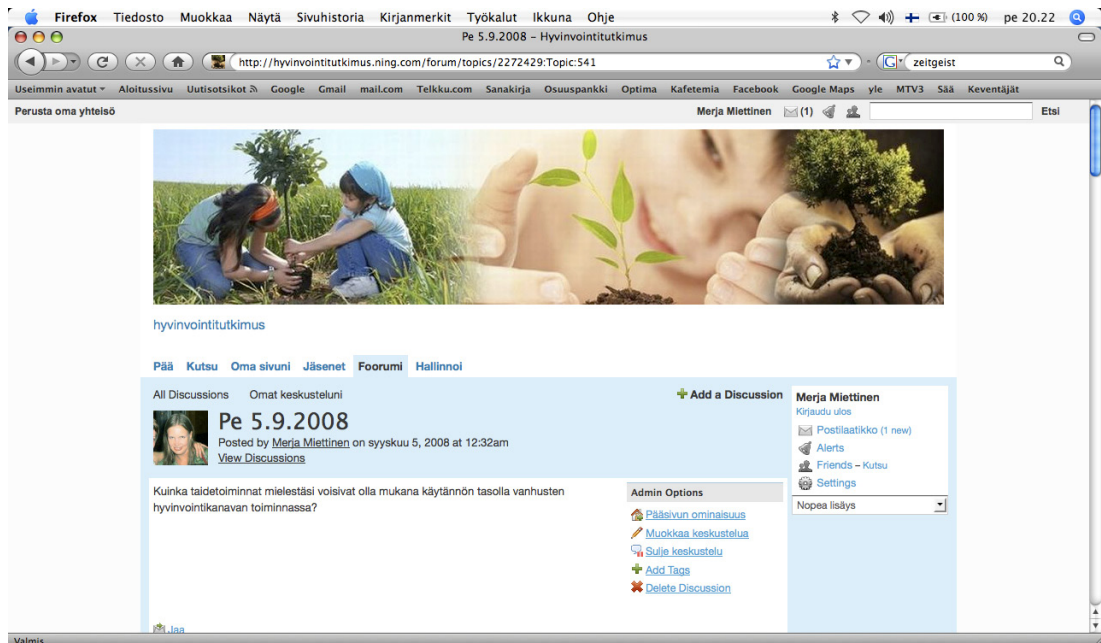 Firefox Tiedosto Muokkaa Näytä Sivuhistoria Kirjanmerkit Työkalut Ikkuna Ohje (100 %) pe 20.22
Pe 5.9.2008 – Hyvinvointitutkimus
http://hyvinvointitutkimus.ning.com/forum/topics/2272429:Topic:541 G zeitgeist
Useimmin avatut Aloitussivu Uutisotsikot Google Gmail mail.com Telkku.com Sanakirja Osuuspankki Optima Kafetemia Facebook Google Maps yle MTV3 Sää Keventäjät
Perusta oma yhteisö Merja Miettinen (1) Etsi
hyvinvointitutkimus
Pää Kutsu Oma sivuni Jäsenet Foorumi Hallinnoi
All Discussions Omat keskusteluni Add a Discussion
Pe 5.9.2008
Posted by Merja Miettinen on syyskuu 5, 2008 at 12:32am
View Discussions
Kuinka taidetoiminnat mielestäsi voisivat olla mukana käytännön tasolla vanhusten
hyvinvointikanavan toiminnassa?
Admin Options
Pääsivun ominaisuus
Muokkaa keskustelua
Sulje keskustelu
Add Tags
Delete Discussion
Merja Miettinen
Kirjaudu ulos
Postilaatikko (1 new)
Alerts
Friends – Kutsu
Settings
Nopea lisäys
Jaa
Valmis